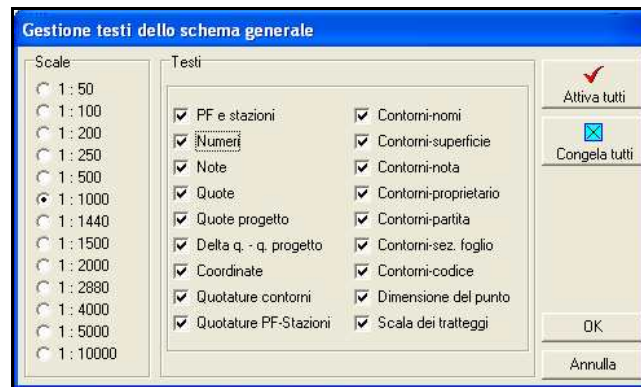 Gestione testi dello schema generale
Scale
1 : 50
1 : 100
1 : 200
1 : 250
1 : 500
1 : 1000
1 : 1440
1 : 1500
1 : 2000
1 : 2880
1 : 4000
1 : 5000
1 : 10000
Testi
PF e stazioni
Numeri
Note
Quote
Quote progetto
Delta q. - q. progetto
Coordinate
Quotature contorni
Quotature PF-Stazioni
Contorni-nomi
Contorni-superficie
Contorni-nota
Contorni-proprietario
Contorni-partita
Contorni-sez. foglio
Contorni-codice
Dimensione del punto
Scala dei tratteggi
Attiva tutti
Congela tutti
OK
Annulla